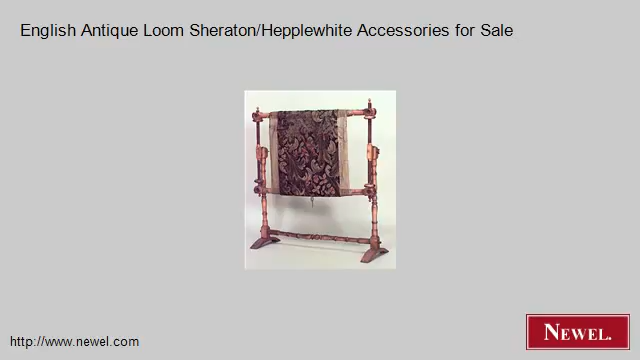 English Antique Loom Sheraton/Hepplewhite Accessories for Sale
http://www.newel.com
NEWEL.